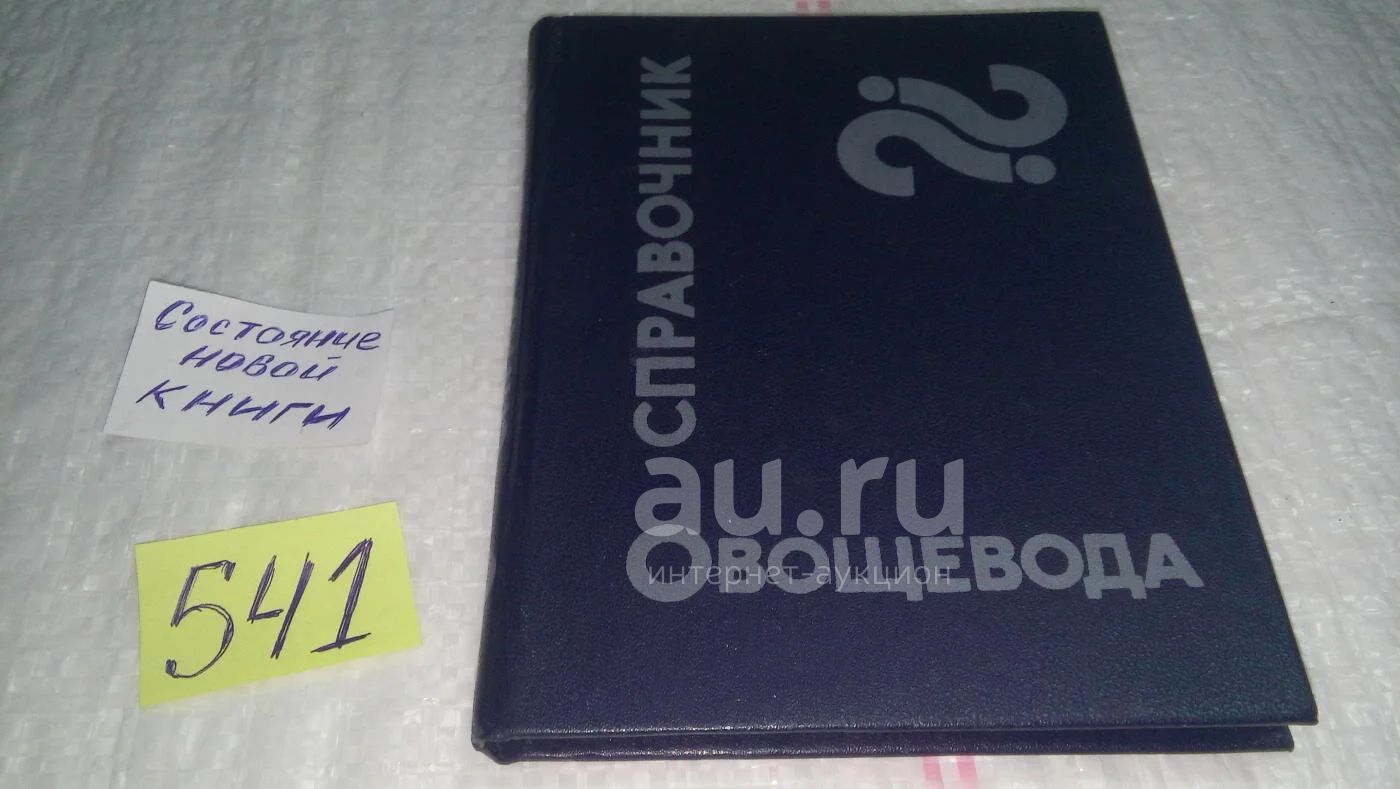 СПРАВОЧНИК
ОВОЩЕВОДА
??
Состояние
новой
книги
541
au.ru
интернет-аукцион